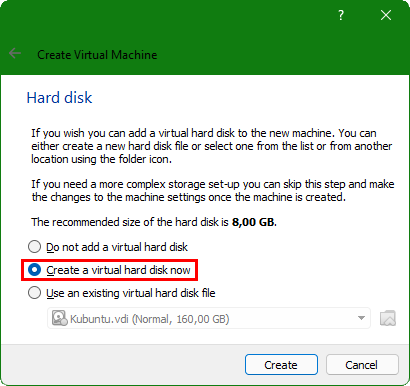 ?
Create Virtual Machine
Hard disk
If you wish you can add a virtual hard disk to the new machine. You can
either create a new hard disk file or select one from the list or from another
location using the folder icon.
If you need a more complex storage set-up you can skip this step and make
the changes to the machine settings once the machine is created.
The recommended size of the hard disk is 8,00 GB.
Do not add a virtual hard disk
Create a virtual hard disk now
Use an existing virtual hard disk file
Kubuntu.vdi (Normal, 160,00 GB)
Create
Cancel